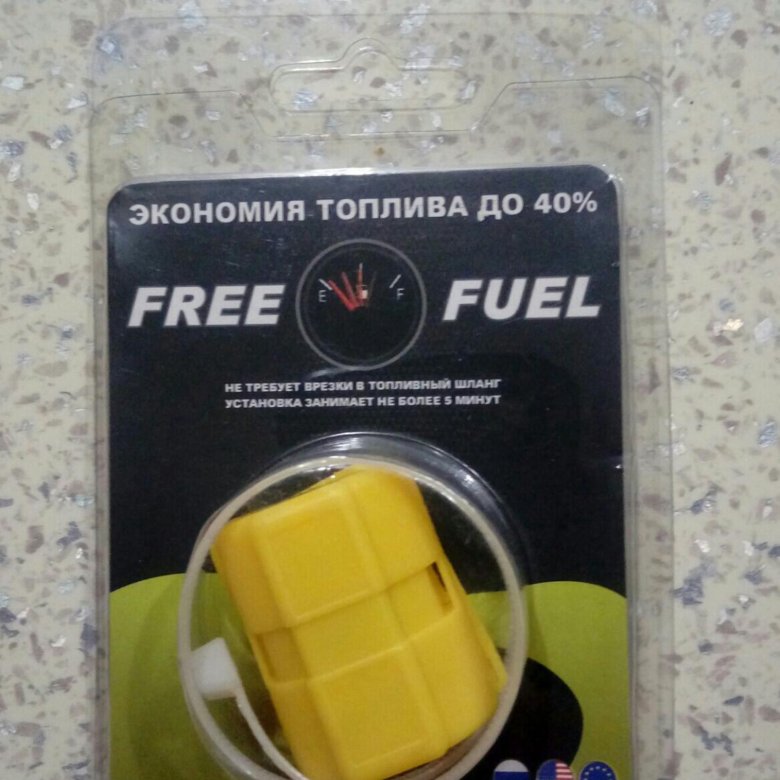 ЭКОНОМИЯ ТОПЛИВА ДО 40%
FREE FUEL
E F
НЕ ТРЕБУЕТ ВРЕЗКИ В ТОПЛИВНЫЙ ШЛАНГ
УСТАНОВКА ЗАНИМАЕТ НЕ БОЛЕЕ 5 МИНУТ